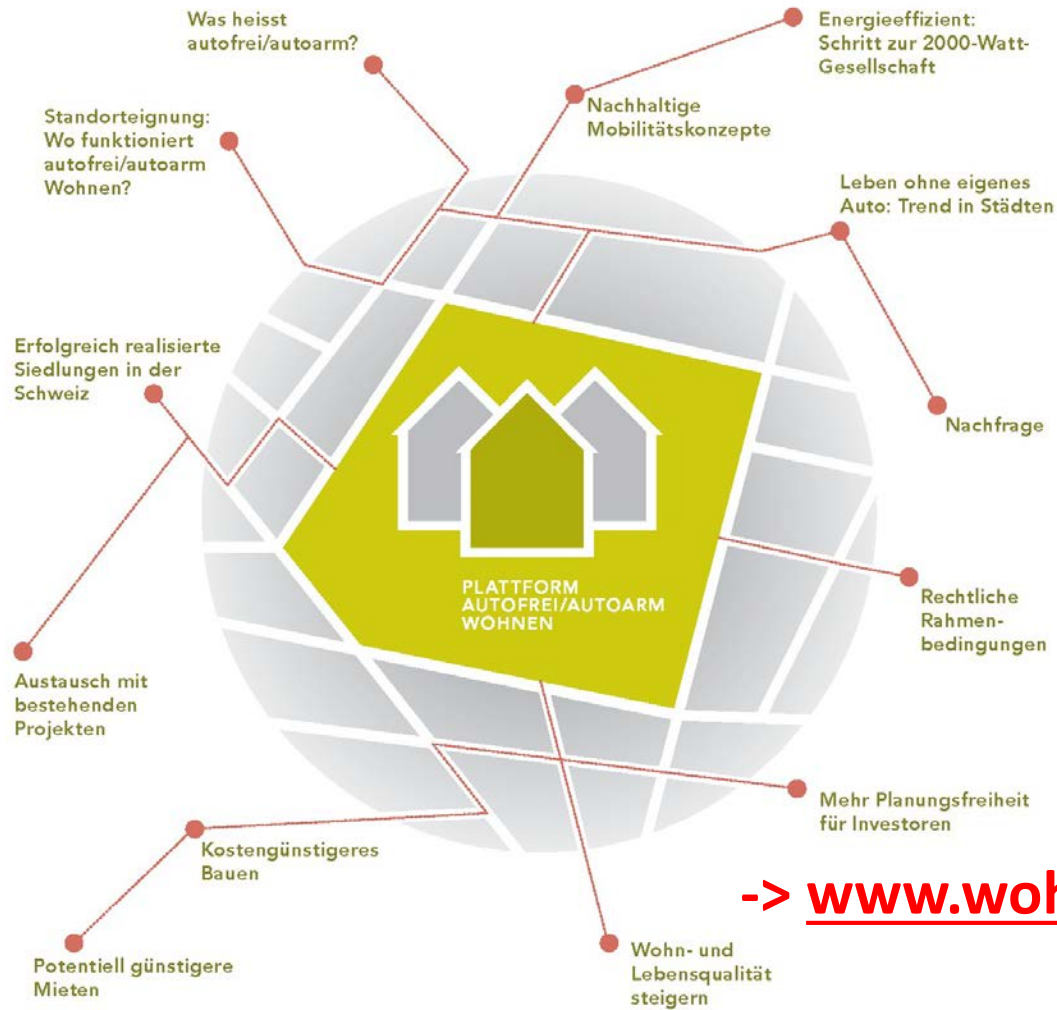 Was heisst
autofrei/autoarm?
Energieeffizient:
Schritt zur 2000-Watt-
Gesellschaft
Nachhaltige
Mobilitätskonzepte
Standorteignung:
Wo funktioniert
autofrei/autoarm
Wohnen?
Leben ohne eigenes
Auto: Trend in Städten
Erfolgreich realisierte
Siedlungen in der
Schweiz
Nachfrage
PLATTFORM
AUTOFREI/AUTOARM
WOHNEN
Rechtliche
Rahmen-
bedingungen
Austausch mit
bestehenden
Projekten
Mehr Planungsfreiheit
für Investoren
Kostengünstigeres
Bauen
-> www.woh
Wohn- und
Lebensqualität
steigern
Potentiell günstigere
Mieten